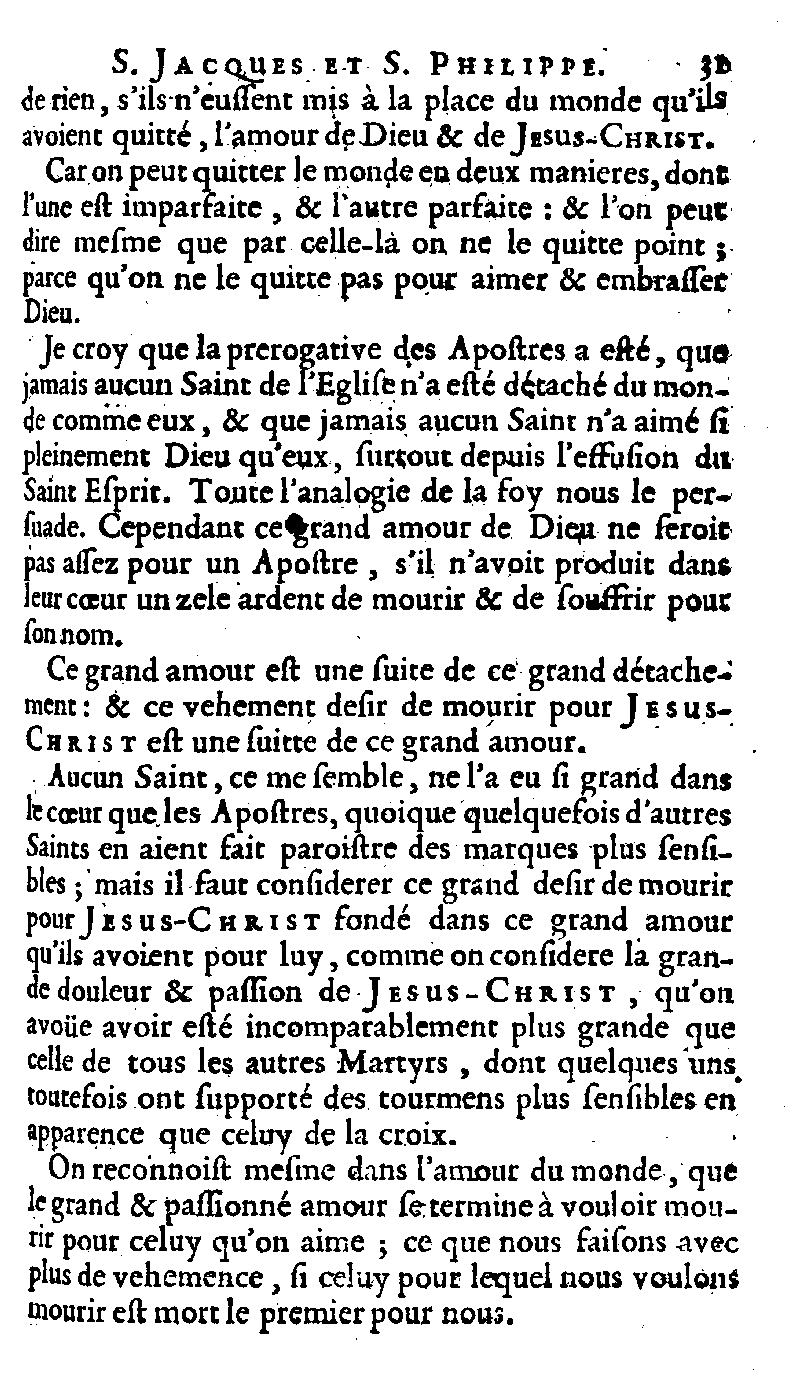 S. JACQUES ET S. PHILIPPE.
de rien, s'ils n'euſſent mis à la place du monde qu'ils
avoient quitté, l'amour de Dieu & de JESUS-CHRIST.
Car on peut quitter le monde en deux manieres, dont
l'une eſt imparfaite, & l'autre parfaite : & l'on peut
dire meſme que par celle-là on ne le quitte point ;
parce qu'on ne le quitte pas pour aimer & embraſſer
Dieu.
Je croy que la prerogative des Apoſtres a eſté, que
jamais aucun Saint de l'Egliſe n'a eſté détaché du mon-
de comme eux, & que jamais aucun Saint n'a aimé ſi
pleinement Dieu qu'eux, ſurtout depuis l'effuſion du
Saint Eſprit. Toute l'analogie de la foy nous le per-
ſuade. Cependant ce grand amour de Dieu ne ſeroit
pas aſſez pour un Apoſtre, s'il n'avoit produit dans
leur cœur un zele ardent de mourir & de ſouffrir pour
ſon nom.
Ce grand amour eſt une ſuite de ce grand détache-
ment : & ce vehement deſir de mourir pour JESUS-
CHRIST eſt une ſuitte de ce grand amour.
Aucun Saint, ce me ſemble, ne l'a eu ſi grand dans
le cœur que les Apoſtres, quoique quelquefois d'autres
Saints en aient fait paroiſtre des marques plus ſenſi-
bles ; mais il faut conſiderer ce grand deſir de mourir
pour JESUS-CHRIST fondé dans ce grand amour
qu'ils avoient pour luy, comme on conſidere la gran-
de douleur & paſſion de JESUS-CHRIST, qu'on
avoüe avoir eſté incomparablement plus grande que
celle de tous les autres Martyrs, dont quelques uns
toutefois ont ſupporté des tourmens plus ſenſibles en
apparence que celuy de la croix.
On reconnoiſt meſme dans l'amour du monde, que
le grand & paſſionné amour ſe termine à vouloir mou-
rir pour celuy qu'on aime ; ce que nous faiſons avec
plus de vehemence, ſi celuy pour lequel nous voulons
mourir eſt mort le premier pour nous.